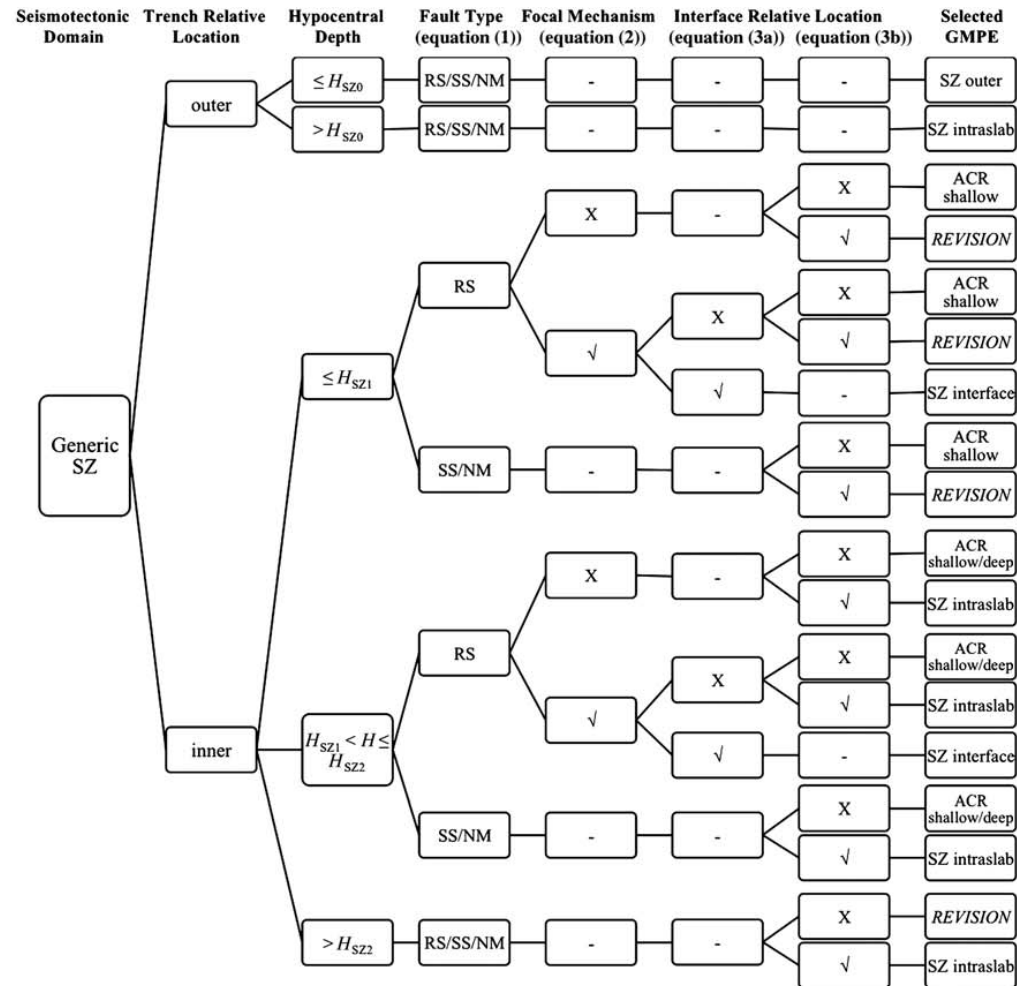 Seismotectonic Trench Relative Hypocentral Fault Type Focal Mechanism Interface Relative Location Selected
Domain Location Depth (equation (1)) (equation (2)) (equation (3a)) (equation (3b)) GMPE
≤ H_SZ0 RS/SS/NM - - - SZ outer
outer
> H_SZ0 RS/SS/NM - - - SZ intraslab
X ACR
shallow
X -
√ REVISION
RS
X ACR
shallow
X
√ REVISION
√
≤ H_SZ1
√ - SZ interface
Generic
SZ
X ACR
shallow
SS/NM - -
√ REVISION
X ACR
shallow/deep
X -
√ SZ intraslab
RS
X ACR
shallow/deep
X
√ SZ intraslab
√
inner
H_SZ1 < H ≤
H_SZ2
√ - SZ interface
X ACR
shallow/deep
SS/NM - -
√ SZ intraslab
X REVISION
> H_SZ2 RS/SS/NM - -
√ SZ intraslab